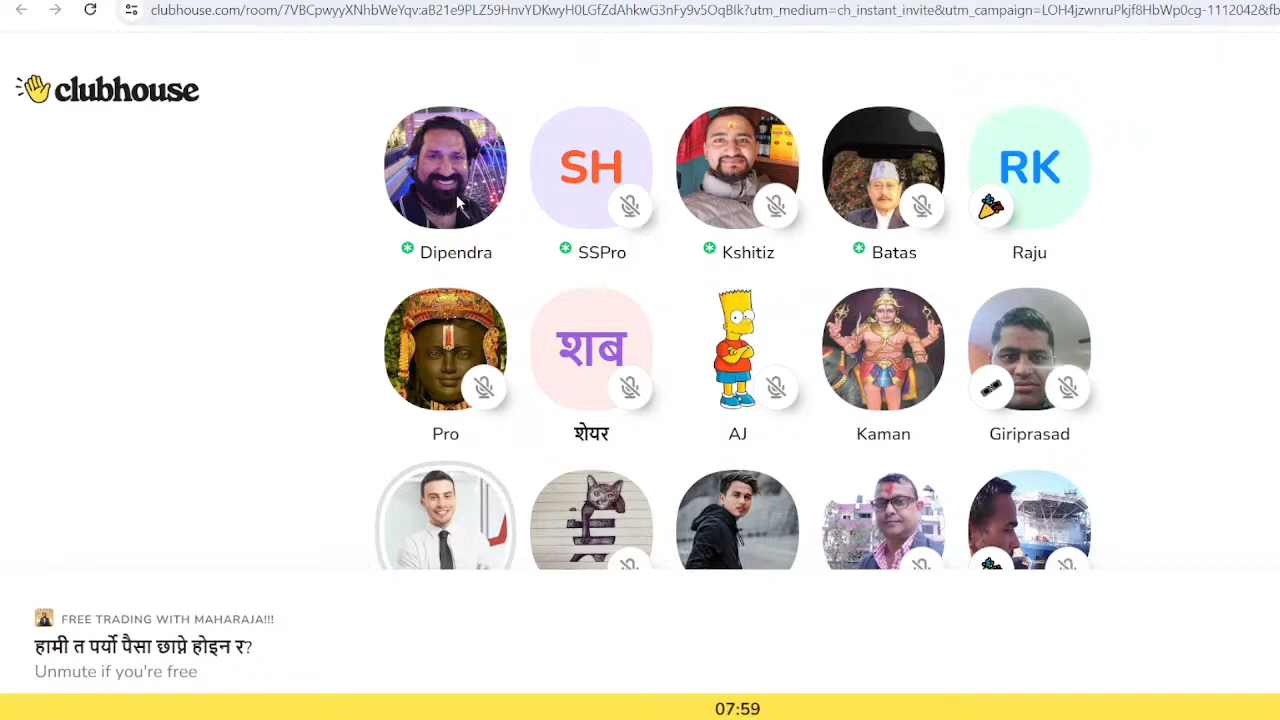 clubhouse.com/room/7VBCpwyyXNhbWeYqv:aB21e9PLZ59HnvYDKwyH0LGfZdAhkwG3nFy9v5OqBIk?utm_medium=ch_instant_invite&utm_campaign=LOH4jzwnruPkjf8HbWp0cg-1112042&fb
clubhouse
SH
RK
Dipendra
SSPro
Kshitiz
Batas
Raju
शब
Pro
शेयर
AJ
Kaman
Giriprasad
FREE TRADING WITH MAHARAJA!!!
हामी त पर्यो पैसा छाप्ने होइन र?
Unmute if you're free
07:59